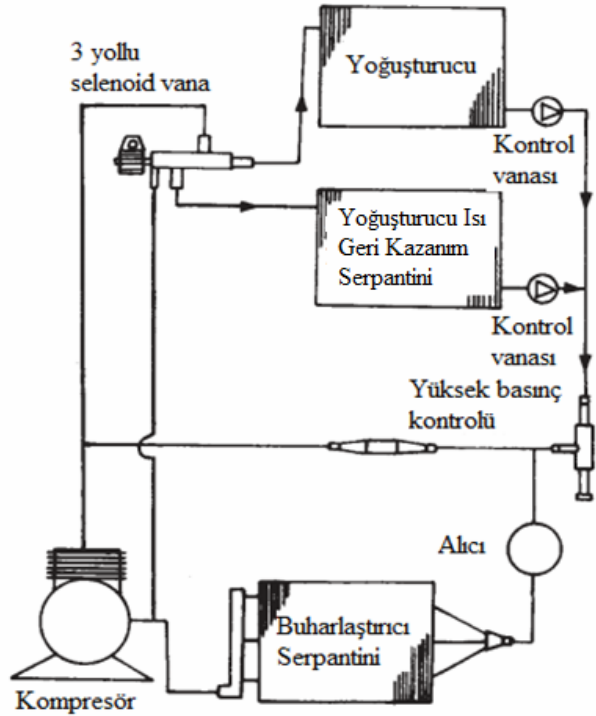 3 yollu
selenoid vana
Yoğuşturucu
Kontrol
vanası
Yoğuşturucu Isı
Geri Kazanım
Serpantini
Kontrol
vanası
Yüksek basınç
kontrolü
Alıcı
Buharlaştırıcı
Serpantini
Kompresör